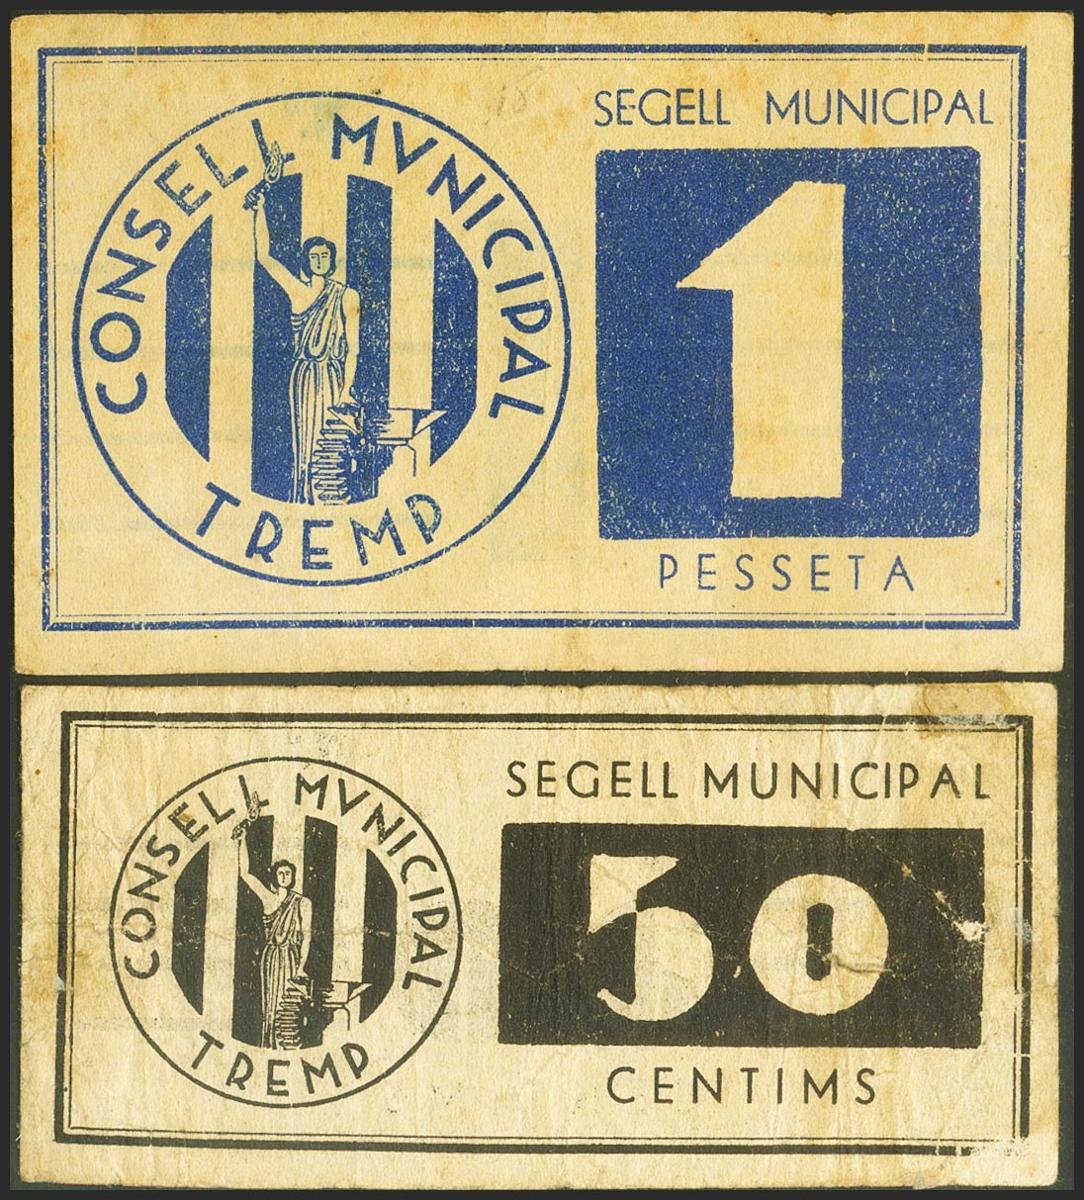 CONSELL MVNICIPAL
TREMP
SEGELL MUNICIPAL
1
PESSETA
CONSELL MVNICIPAL
TREMP
SEGELL MUNICIPAL
50
CENTIMS